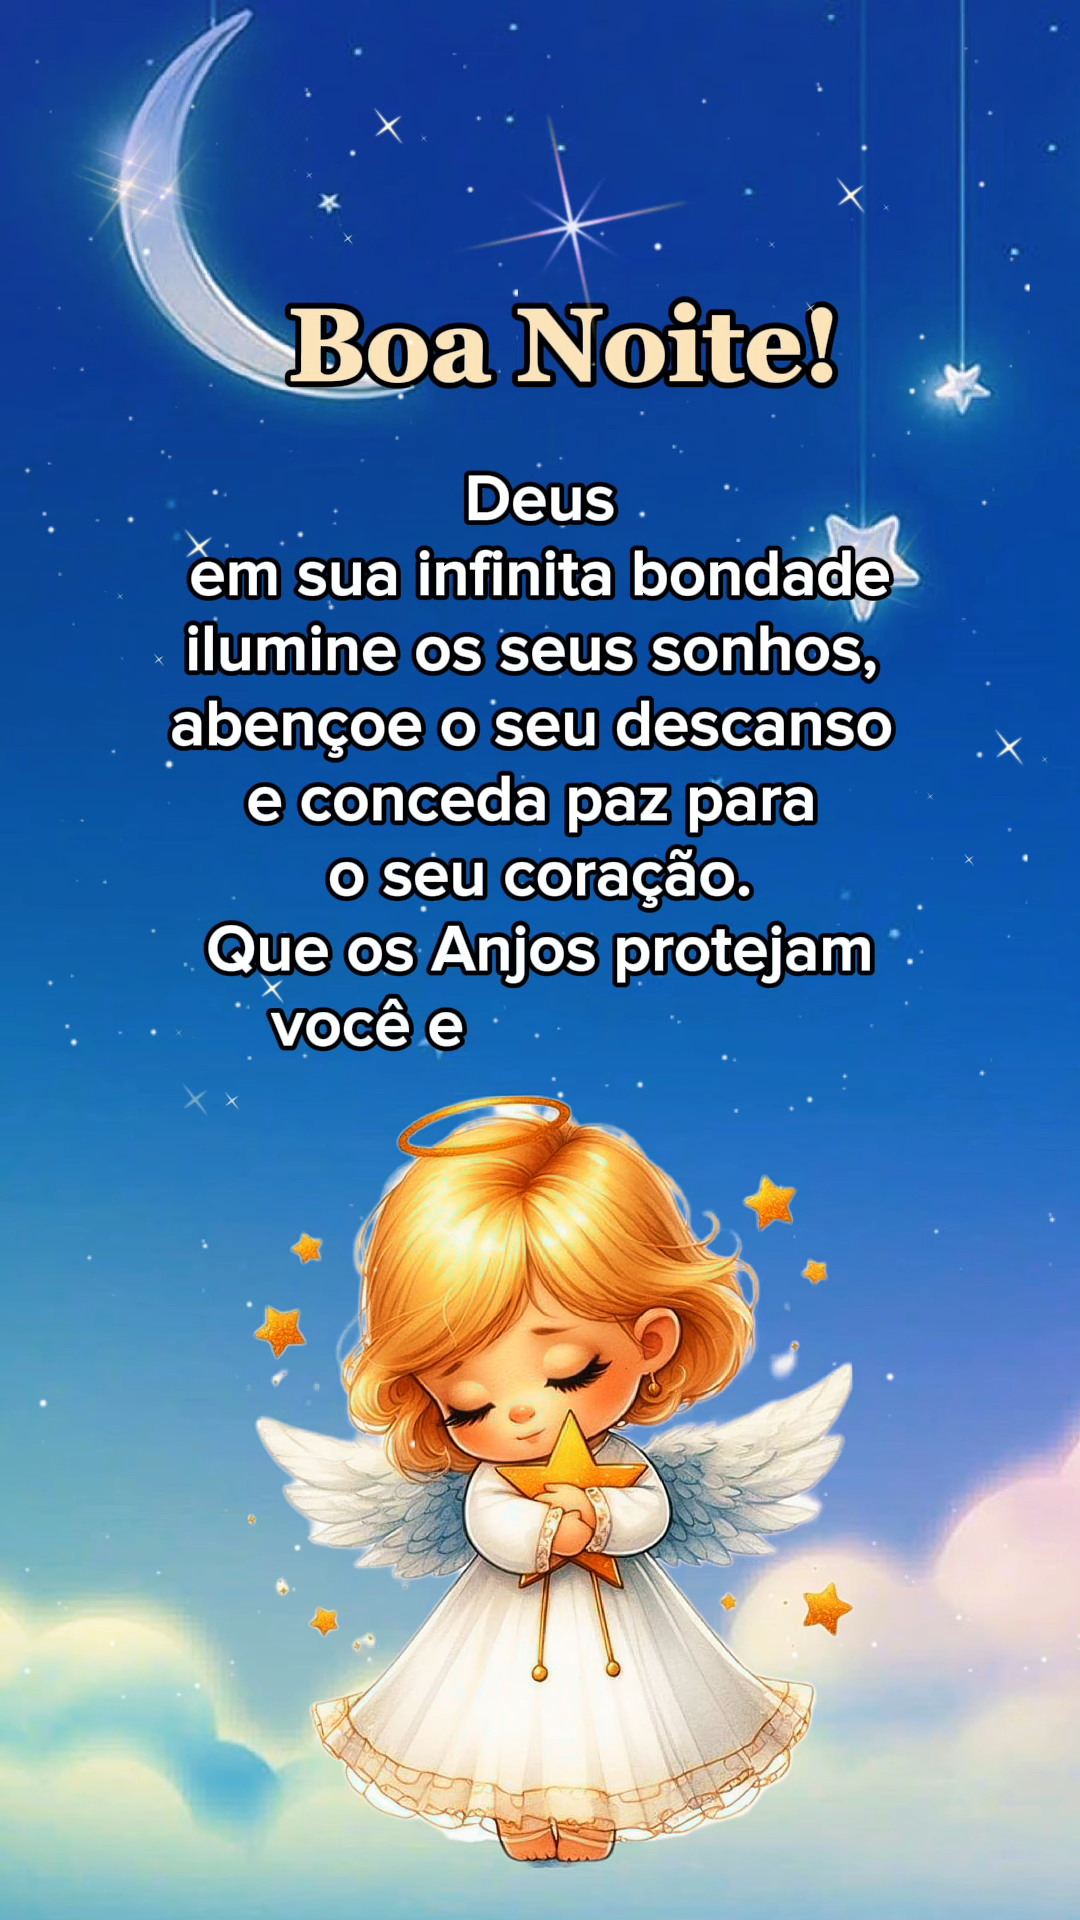 Boa Noite!
Deus
em sua infinita bondade
ilumine os seus sonhos,
abençoe o seu descanso
e conceda paz para
o seu coração.
Que os Anjos protejam
você e